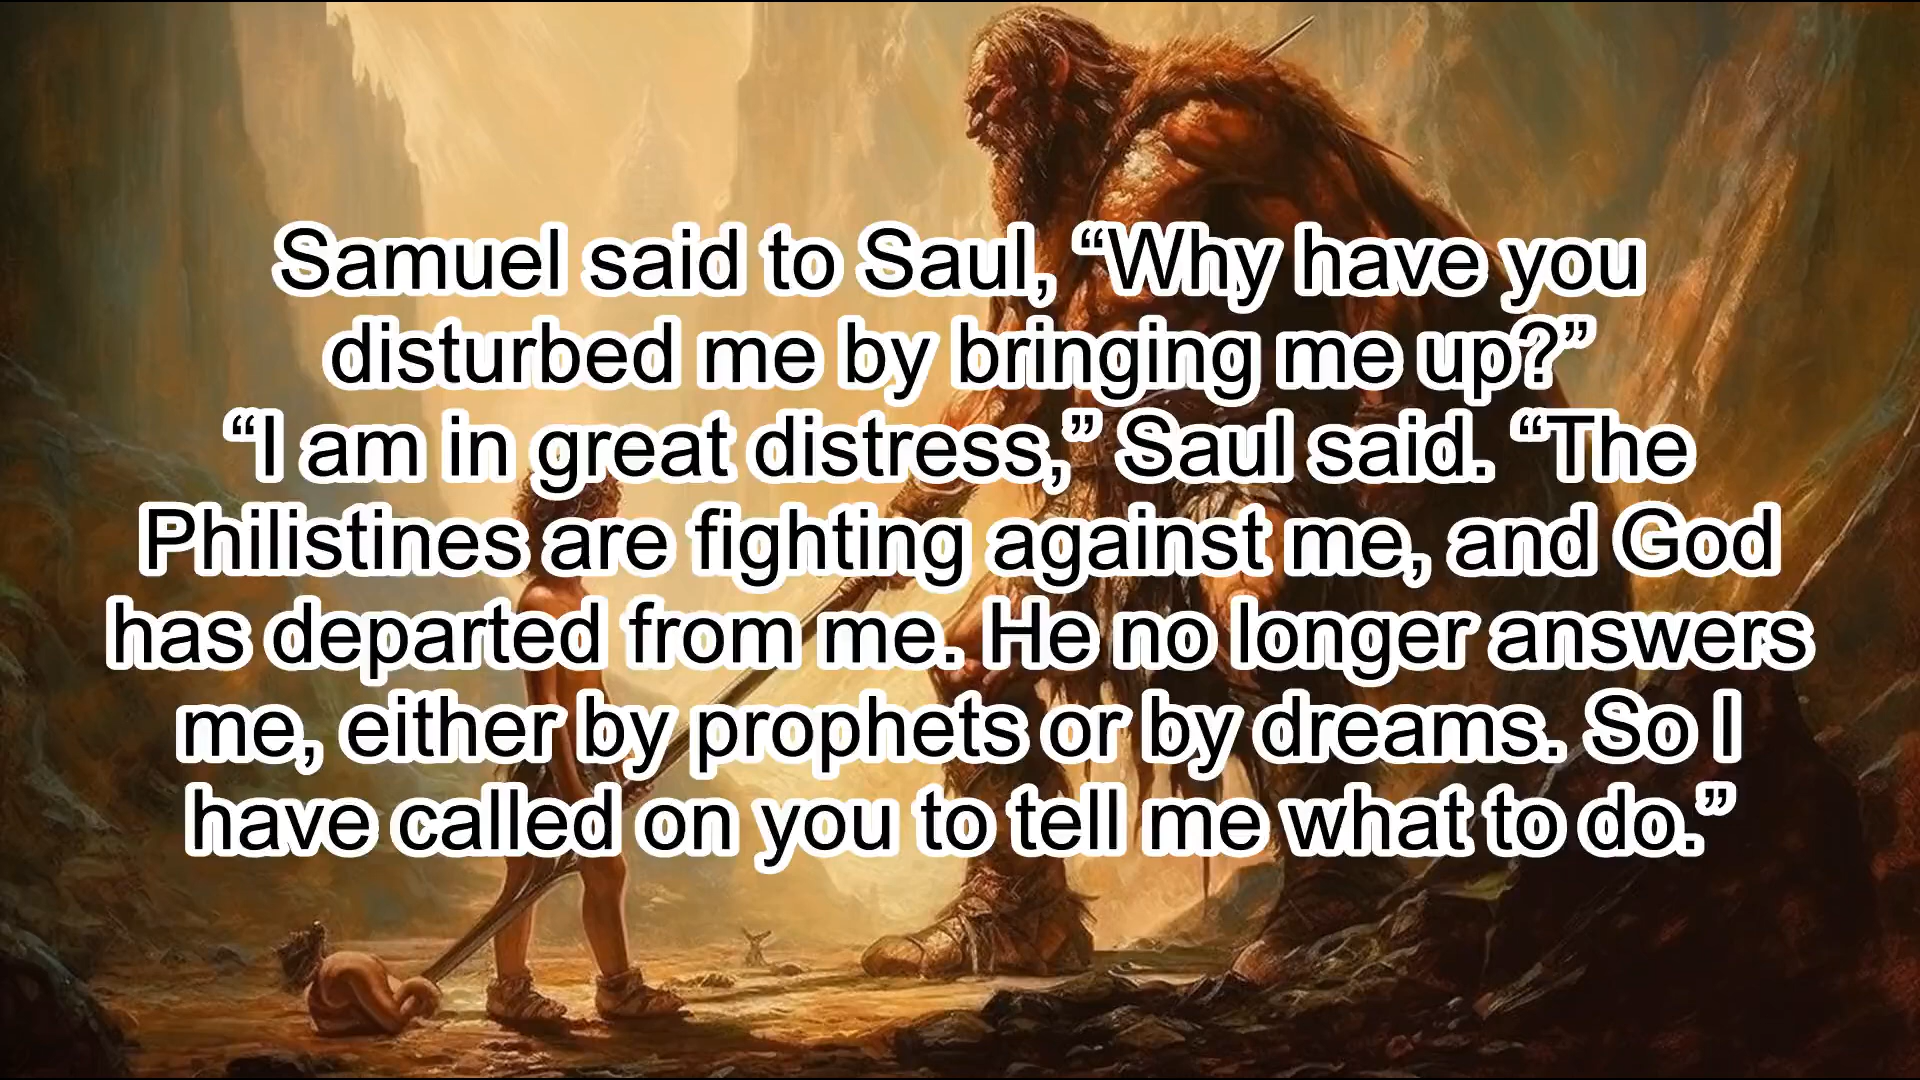 Samuel said to Saul, “Why have you
disturbed me by bringing me up?”
“I am in great distress,” Saul said. “The
Philistines are fighting against me, and God
has departed from me. He no longer answers
me, either by prophets or by dreams. So I
have called on you to tell me what to do.”